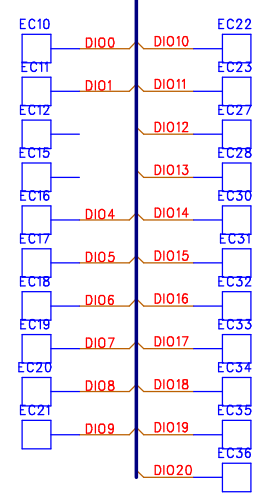 EC10 DIO0 DIO10 EC22
EC11 DIO1 DIO11 EC23
EC12 DIO12 EC27
EC15 DIO13 EC28
EC16 DIO4 DIO14 EC30
EC17 DIO5 DIO15 EC31
EC18 DIO6 DIO16 EC32
EC19 DIO7 DIO17 EC33
EC20 DIO8 DIO18 EC34
EC21 DIO9 DIO19 EC35
DIO20 EC36